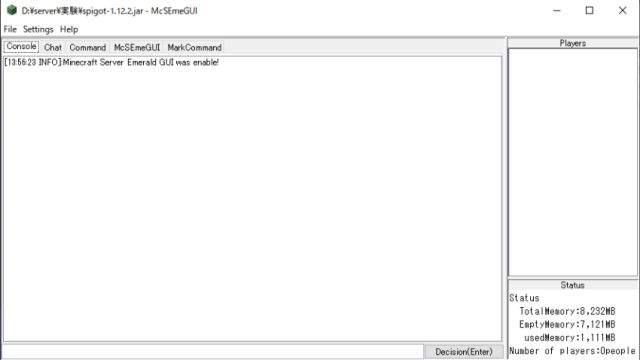 D:¥server¥実験¥spigot-1.12.2.jar - McSEmeGUI
File Settings Help
Console Chat Command McSEmeGUI MarkCommand
[13:56:23 INFO]:Minecraft Server Emerald GUI was enable!
Players
Status
Status
TotalMemory:8,232MB
EmptyMemory:7,121MB
usedMemory:1,111MB
Number of players:0people
Decision(Enter)